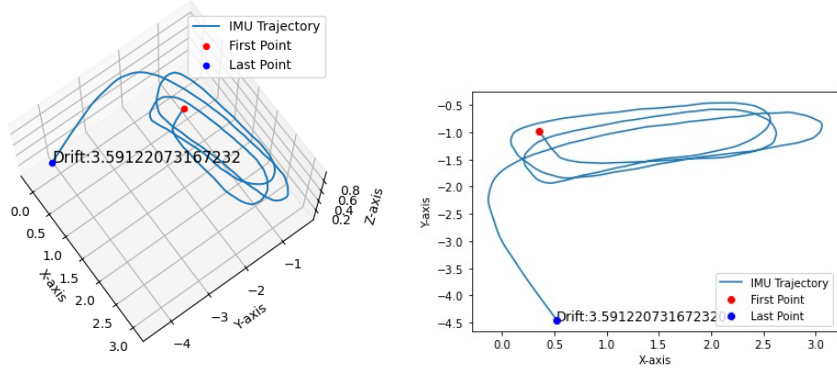 IMU Trajectory
First Point
Last Point
Drift:3.59122073167232
0.0
0.5
1.0
1.5
2.0
2.5
3.0
X-axis
-4
-3
-2
-1
Y-axis
0.8
0.6
0.4
0.2
Z-axis
-0.5
-1.0
-1.5
-2.0
-2.5
-3.0
-3.5
-4.0
-4.5
Y-axis
IMU Trajectory
First Point
Last Point
Drift:3.591220731672320
0.0
0.5
1.0
1.5
2.0
2.5
3.0
X-axis